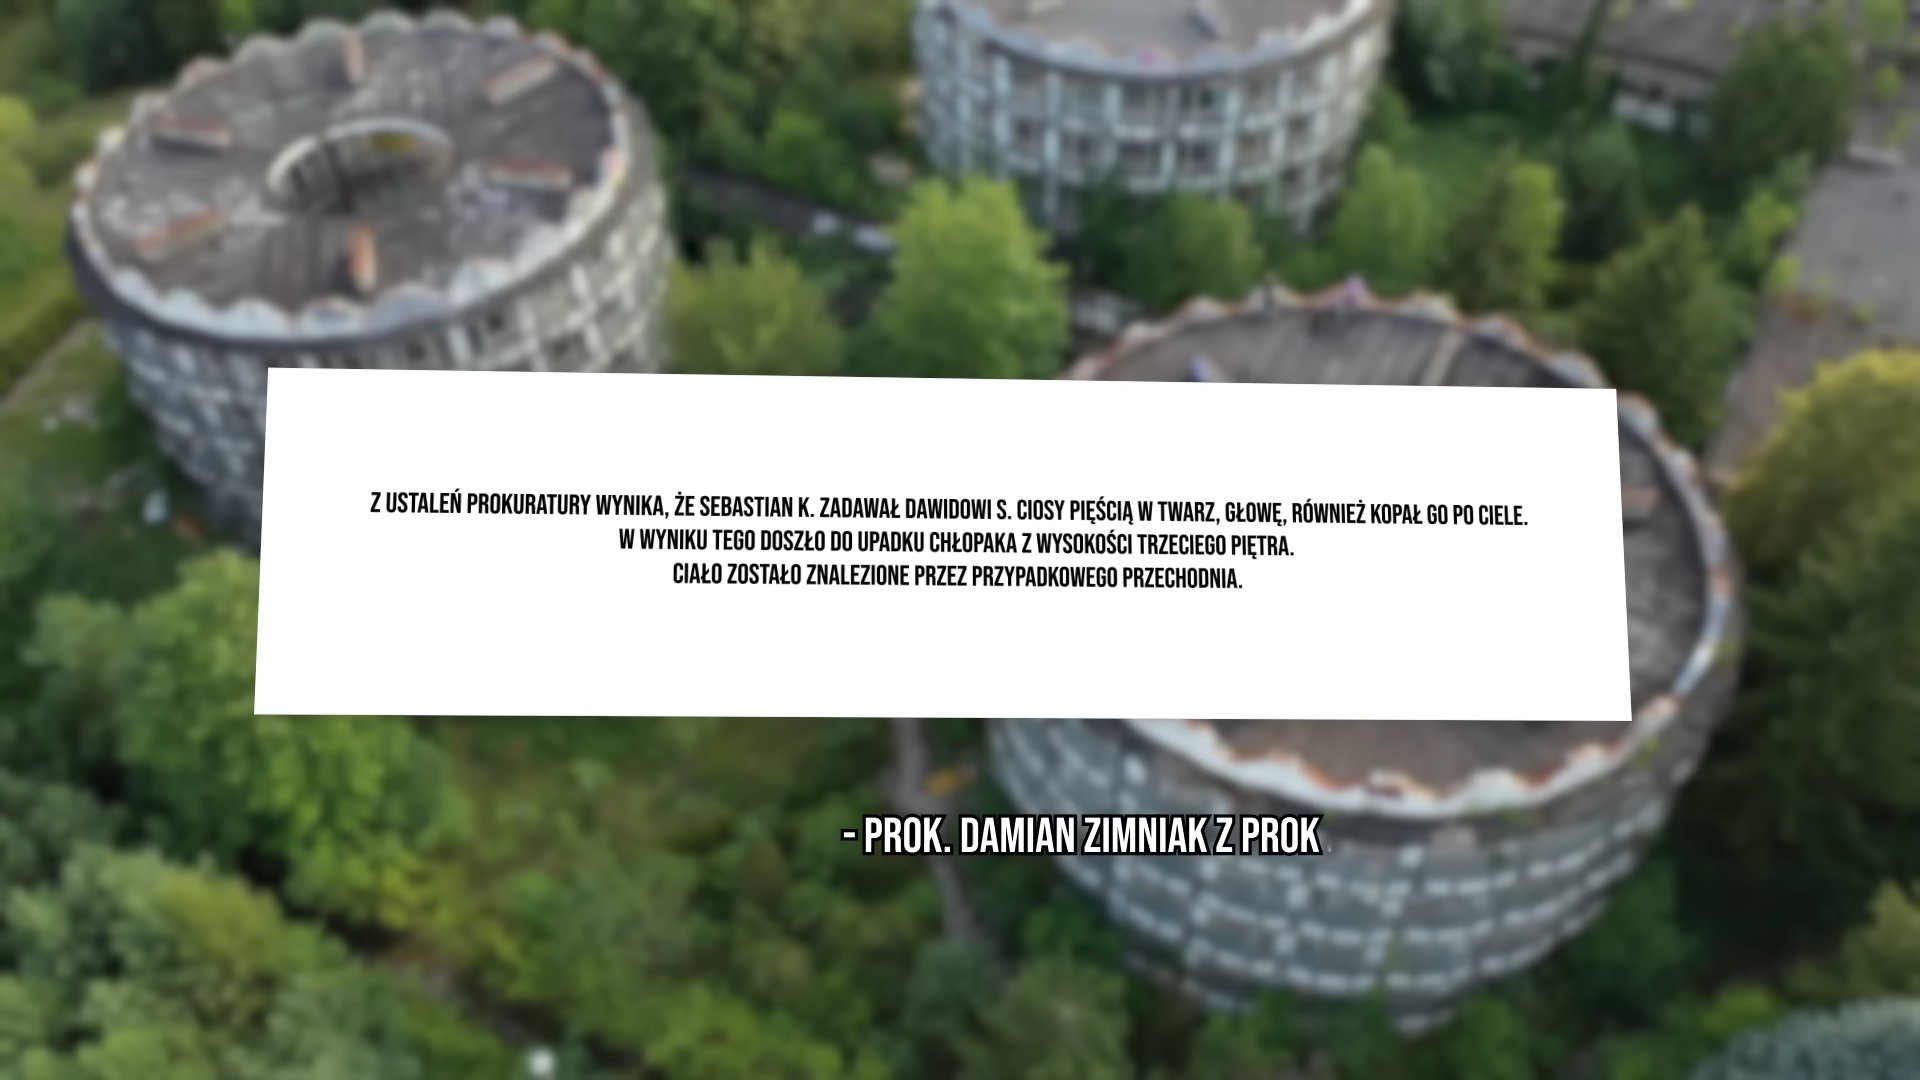 Z USTALEŃ PROKURATURY WYNIKA, ŻE SEBASTIAN K. ZADAWAŁ DAWIDOWI S. CIOSY PIĘŚCIĄ W TWARZ, GŁOWĘ, RÓWNIEŻ KOPAŁ GO PO CIELE.
W WYNIKU TEGO DOSZŁO DO UPADKU CHŁOPAKA Z WYSOKOŚCI TRZECIEGO PIĘTRA.
CIAŁO ZOSTAŁO ZNALEZIONE PRZEZ PRZYPADKOWEGO PRZECHODNIA.
- PROK. DAMIAN ZIMNIAK Z PROK